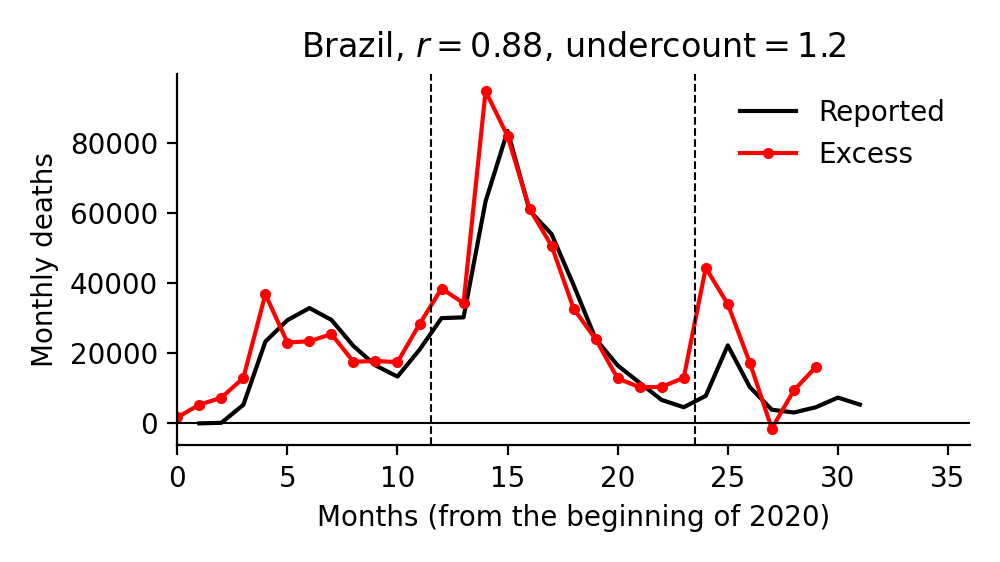 Brazil, r = 0.88, undercount = 1.2
Reported
Excess
Monthly deaths
80000
60000
40000
20000
0
0 5 10 15 20 25 30 35
Months (from the beginning of 2020)